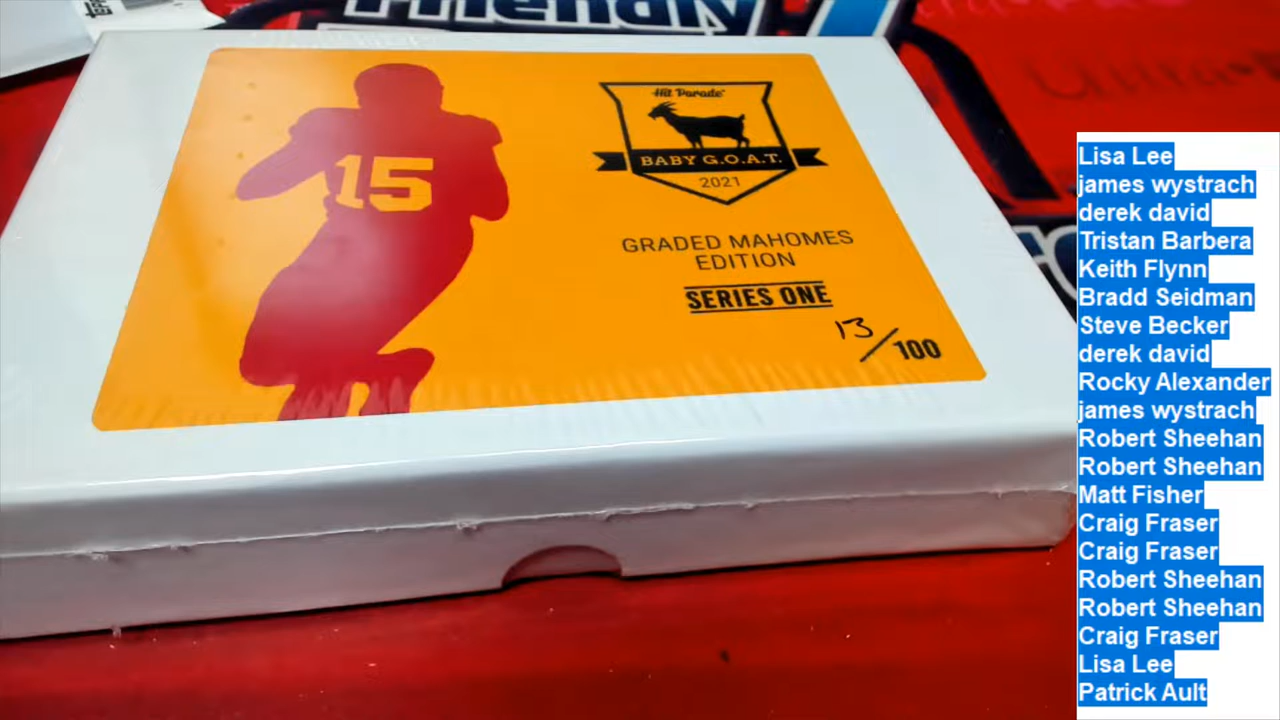 Friendly
15
Hit Parade
BABY G.O.A.T.
2021
GRADED MAHOMES
EDITION
SERIES ONE
13/100
Lisa Lee
james wystrach
derek david
Tristan Barbera
Keith Flynn
Bradd Seidman
Steve Becker
derek david
Rocky Alexander
james wystrach
Robert Sheehan
Robert Sheehan
Matt Fisher
Craig Fraser
Craig Fraser
Robert Sheehan
Robert Sheehan
Craig Fraser
Lisa Lee
Patrick Ault